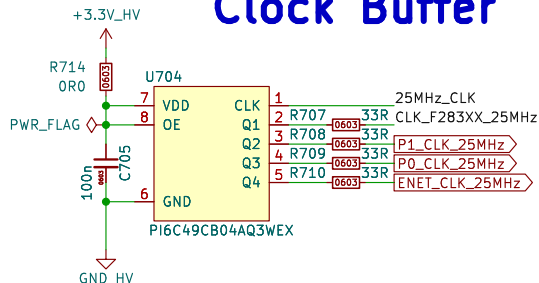 Clock Buffer
+3.3V_HV
R714
0R0
0603
U704
7 VDD CLK 1 25MHz_CLK
8 OE Q1 2 R707 0603 33R CLK_F283XX_25MHz
PWR_FLAG
Q2 3 R708 0603 33R P1_CLK_25MHz
Q3 4 R709 0603 33R P0_CLK_25MHz
Q4 5 R710 0603 33R ENET_CLK_25MHz
100n 0603 C705
6 GND
PI6C49CB04AQ3WEX
GND_HV